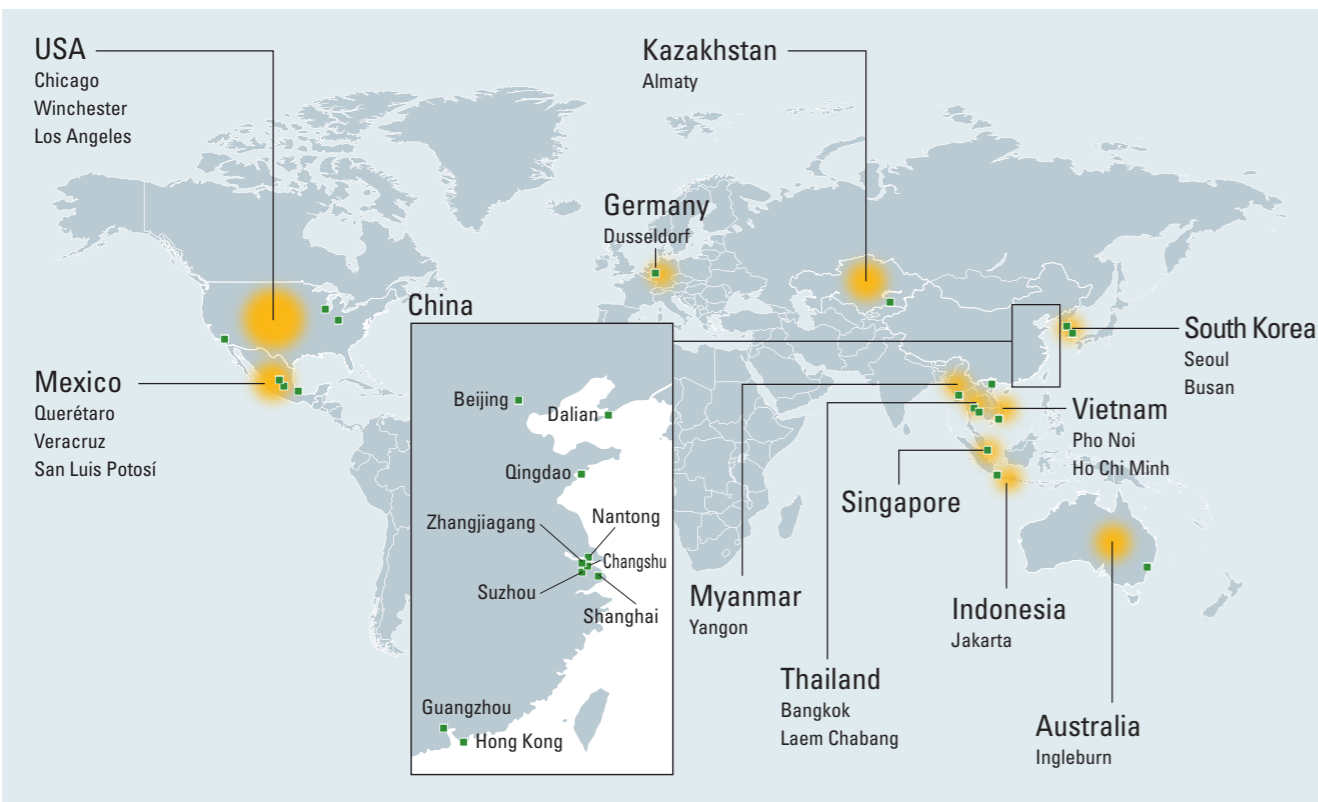 USA
Chicago
Winchester
Los Angeles
Kazakhstan
Almaty
Germany
Dusseldorf
China
Beijing
Dalian
Qingdao
Zhangjiagang
Nantong
Changshu
Suzhou
Shanghai
Guangzhou
Hong Kong
Mexico
Querétaro
Veracruz
San Luis Potosí
South Korea
Seoul
Busan
Vietnam
Pho Noi
Ho Chi Minh
Singapore
Myanmar
Yangon
Indonesia
Jakarta
Thailand
Bangkok
Laem Chabang
Australia
Ingleburn